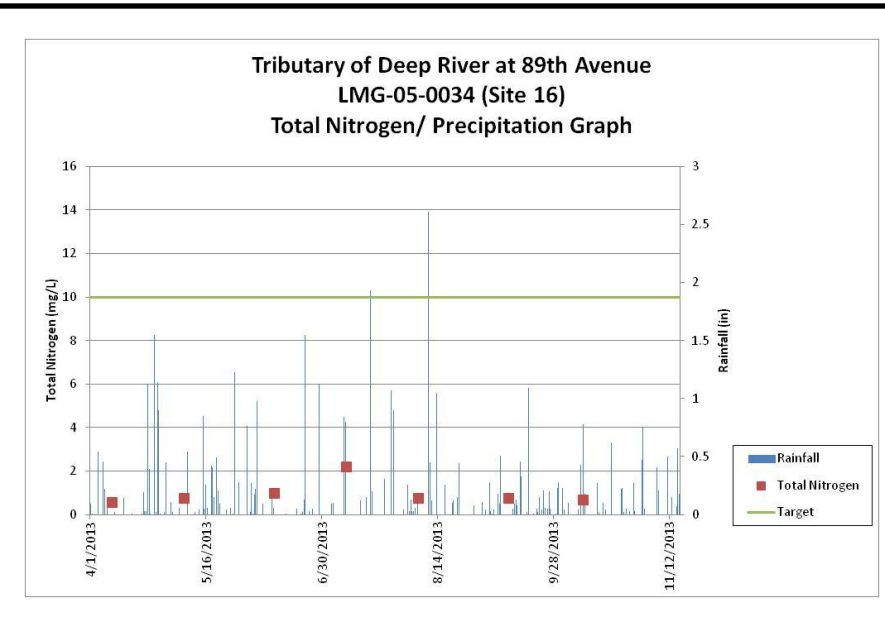 Tributary of Deep River at 89th Avenue
LMG-05-0034 (Site 16)
Total Nitrogen/ Precipitation Graph
Total Nitrogen (mg/L)
16
14
12
10
8
6
4
2
0
3
2.5
2
1.5
1
0.5
0
Rainfall (in)
4/1/2013
5/16/2013
6/30/2013
8/14/2013
9/28/2013
11/12/2013
Rainfall
Total Nitrogen
Target